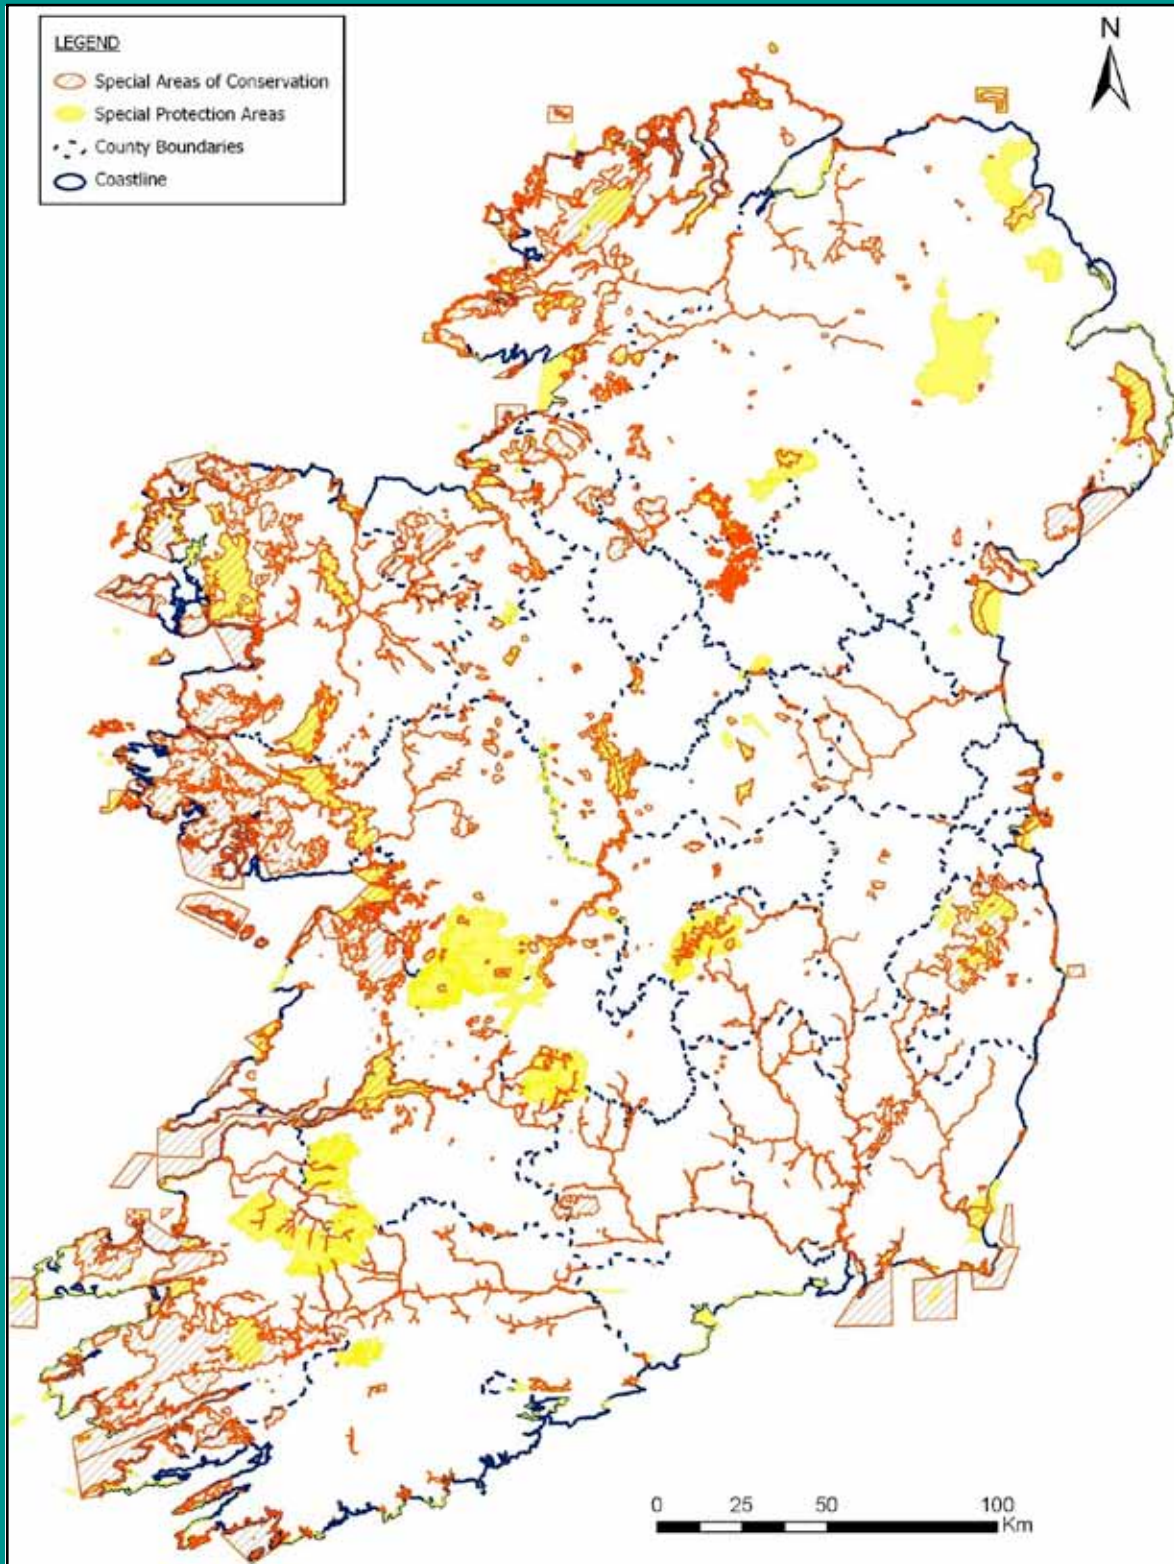 LEGEND
Special Areas of Conservation
Special Protection Areas
County Boundaries
Coastline
N
0 25 50 100
Km